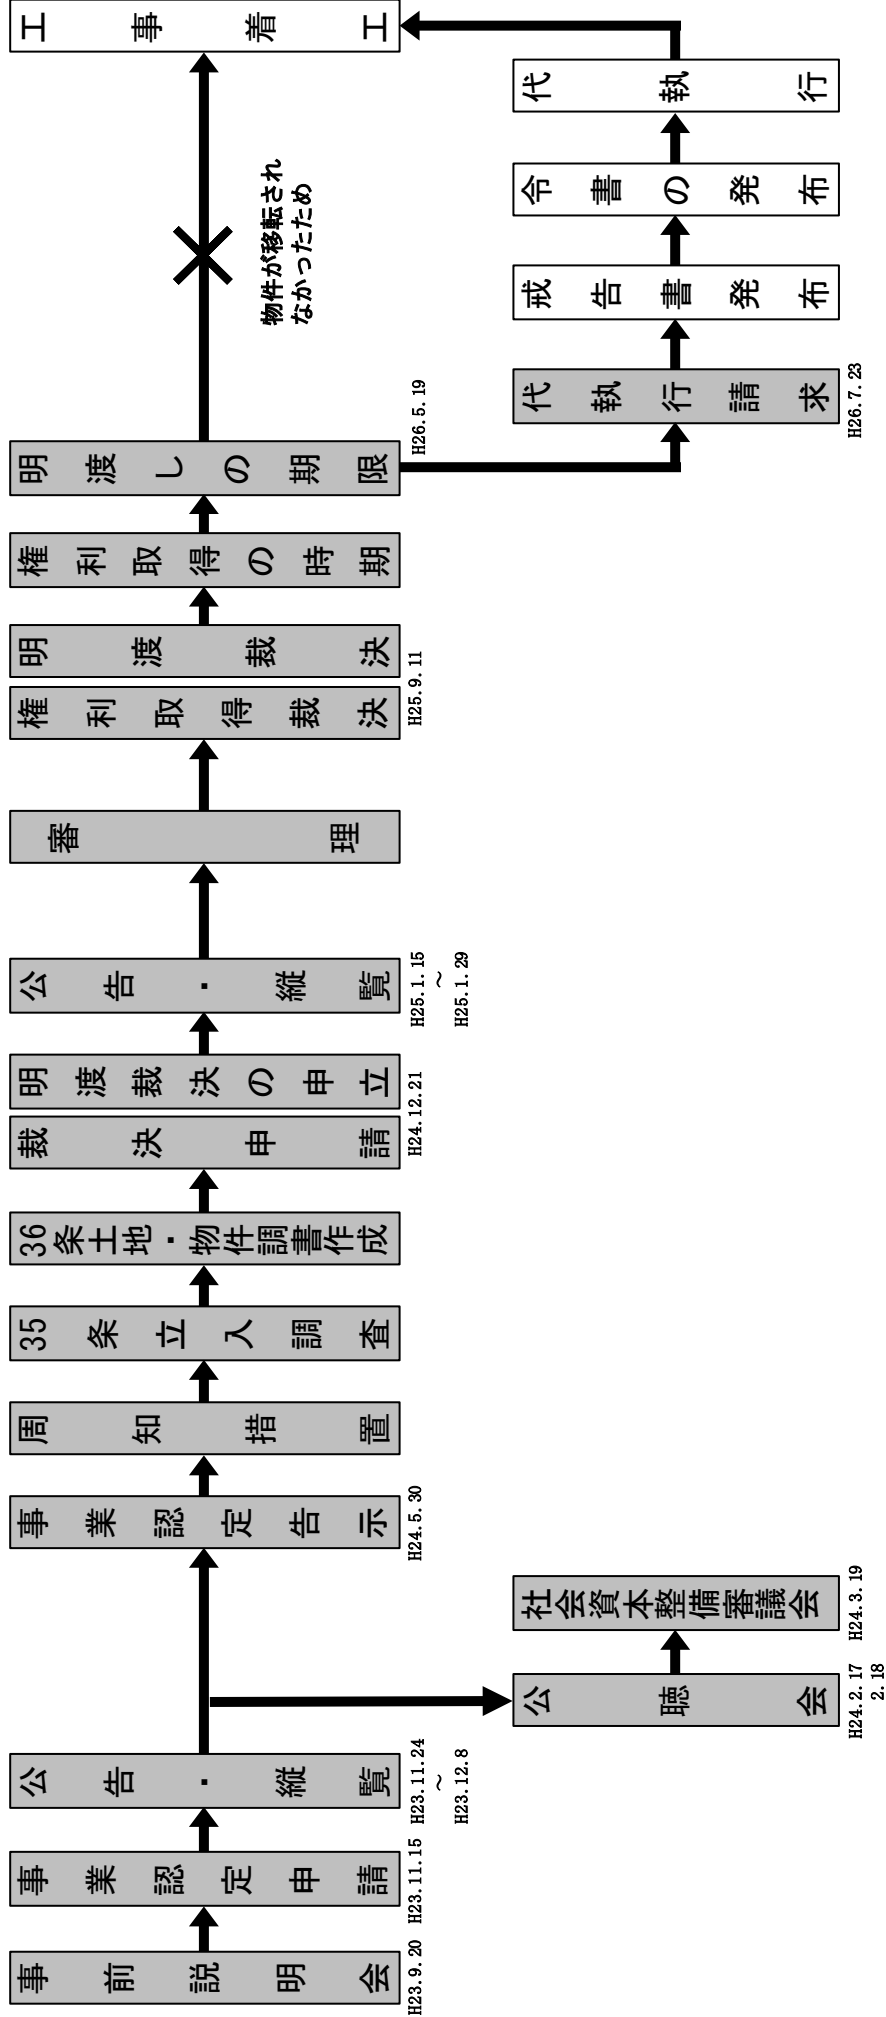 事前説明会
H23.9.20
事業認定申請
H23.11.15
公告・縦覧
H23.11.24
～
H23.12.8
公聴会
H24.2.17
2.18
社会資本整備審議会
H24.3.19
事業認定告示
H24.5.30
周知措置
35条立入調査
36条土地・物件調書作成
裁決申請
明渡裁決の申立
H24.12.21
公告・縦覧
H25.1.15
～
H25.1.29
審理
権利取得裁決
明渡裁決
H25.9.11
権利取得の時期
明渡しの期限
H26.5.19
物件が移転され
なかったため
代執行請求
H26.7.23
戒告書発布
令書の発布
代執行
工事着工